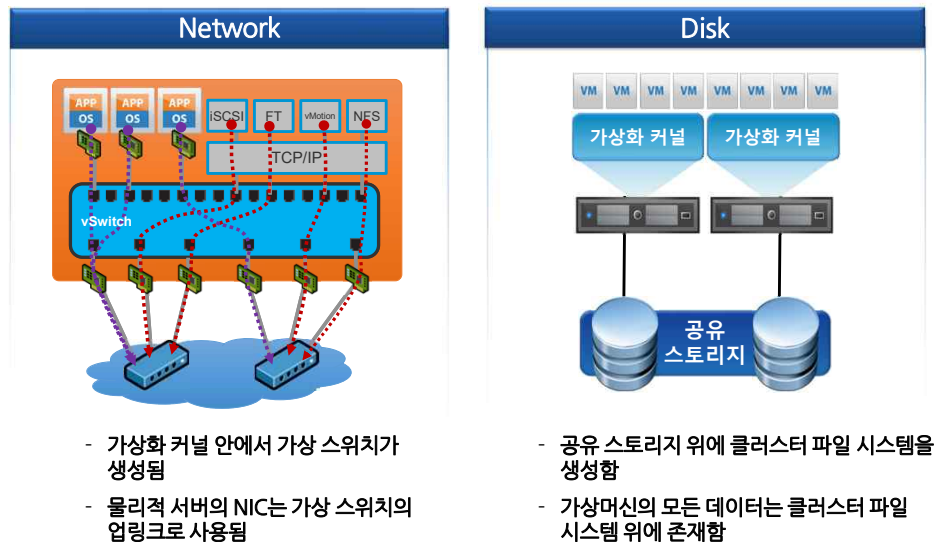 Network
APP APP APP
OS OS OS
iSCSI FT vMotion NFS
TCP/IP
vSwitch
- 가상화 커널 안에서 가상 스위치가
생성됨
- 물리적 서버의 NIC는 가상 스위치의
업링크로 사용됨
Disk
VM VM VM VM VM VM VM VM
가상화 커널 가상화 커널
공유
스토리지
- 공유 스토리지 위에 클러스터 파일 시스템을
생성함
- 가상머신의 모든 데이터는 클러스터 파일
시스템 위에 존재함